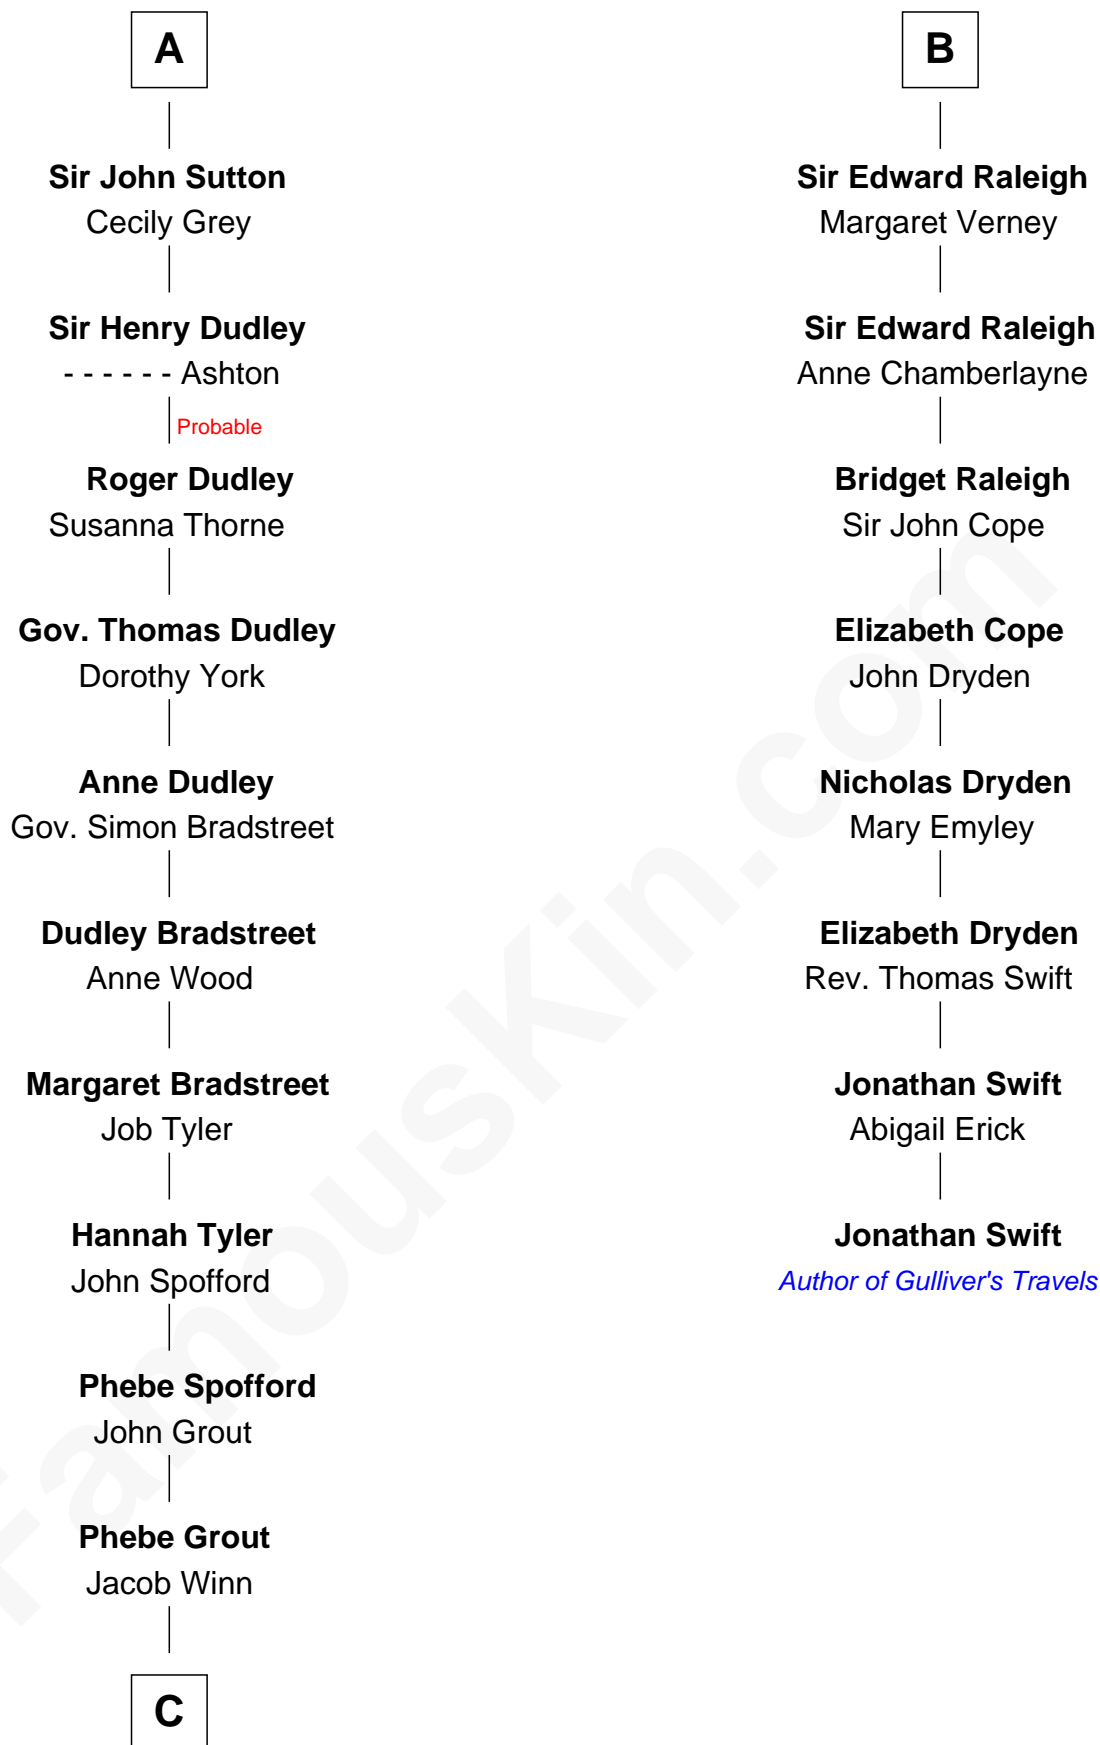 A
Sir John Sutton
Cecily Grey
Sir Henry Dudley
- - - - - - Ashton
Probable
Roger Dudley
Susanna Thorne
Gov. Thomas Dudley
Dorothy York
Anne Dudley
Gov. Simon Bradstreet
Dudley Bradstreet
Anne Wood
Margaret Bradstreet
Job Tyler
Hannah Tyler
John Spofford
Phebe Spofford
John Grout
Phebe Grout
Jacob Winn
C
B
Sir Edward Raleigh
Margaret Verney
Sir Edward Raleigh
Anne Chamberlayne
Bridget Raleigh
Sir John Cope
Elizabeth Cope
John Dryden
Nicholas Dryden
Mary Emyley
Elizabeth Dryden
Rev. Thomas Swift
Jonathan Swift
Abigail Erick
Jonathan Swift
Author of Gulliver's Travels
FamousKin.com